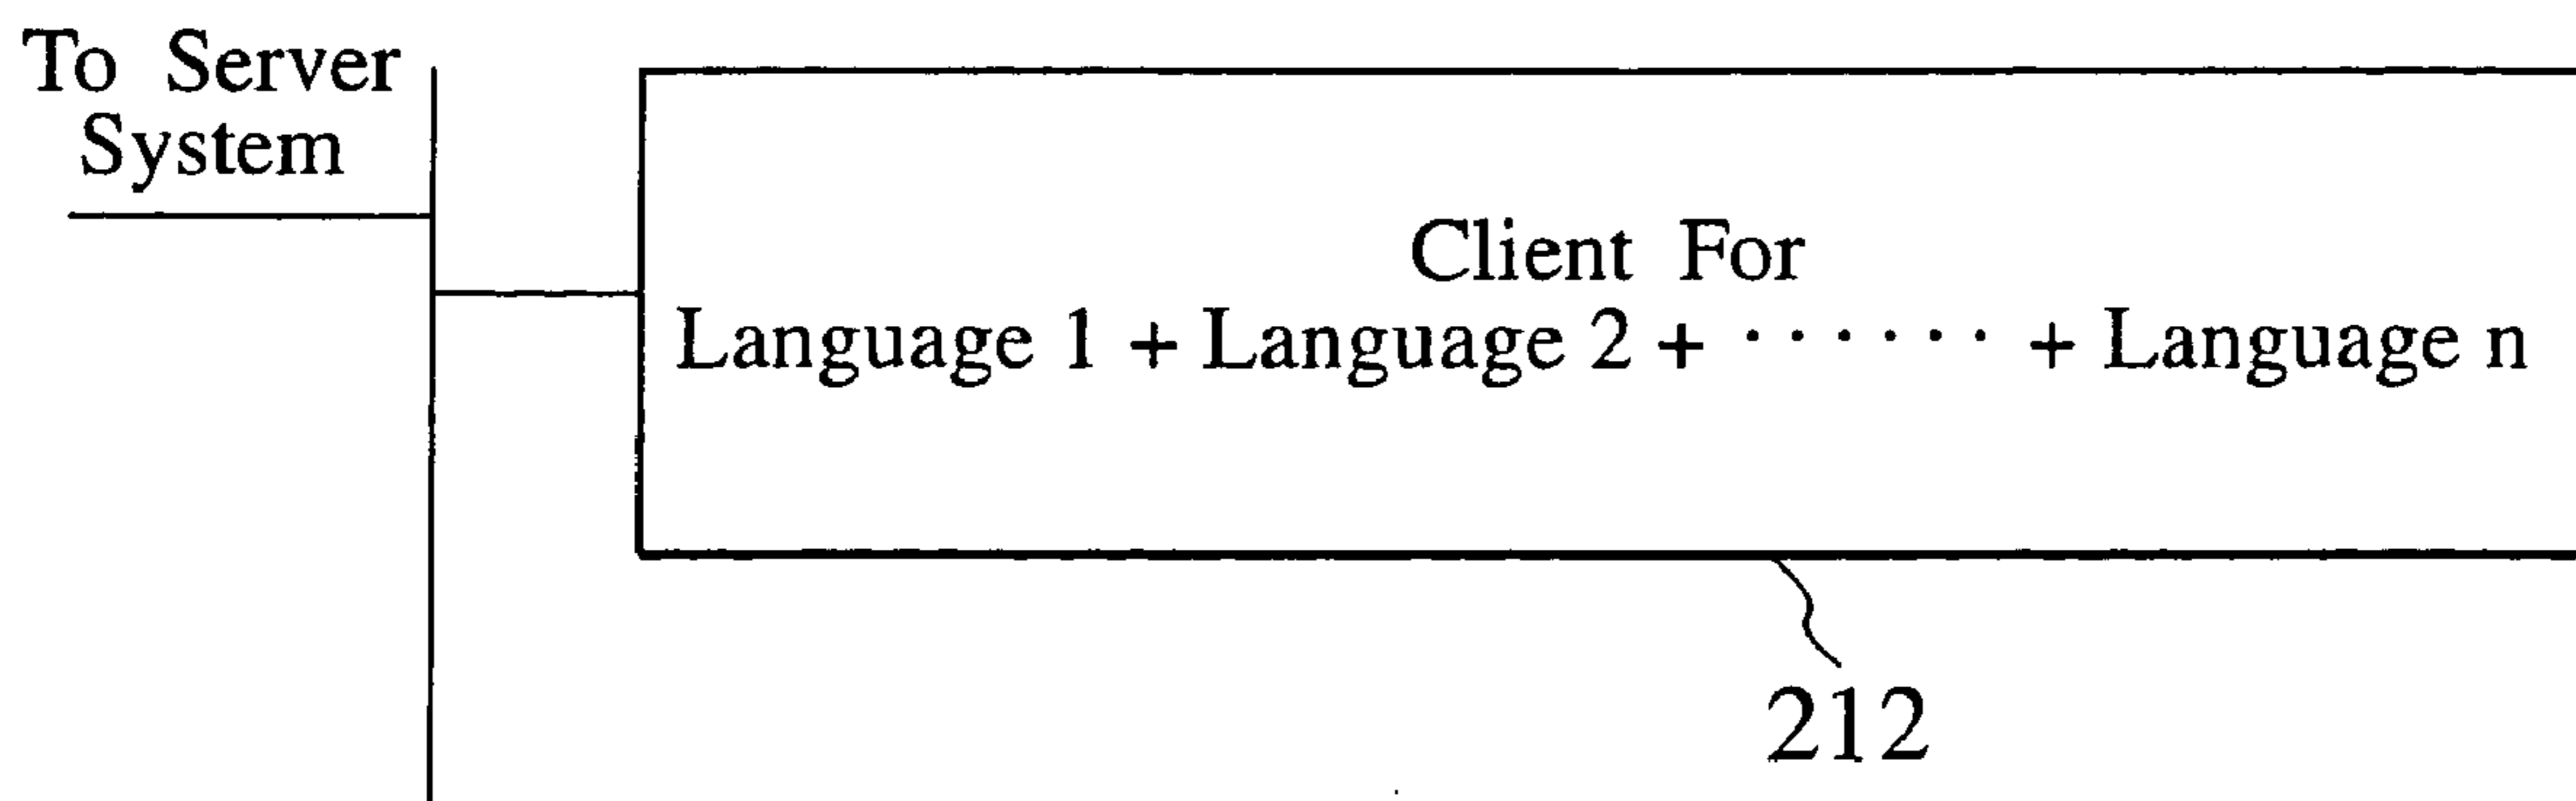 To Server
System
Client For
Language 1 + Language 2 + · · · · · · + Language n
212